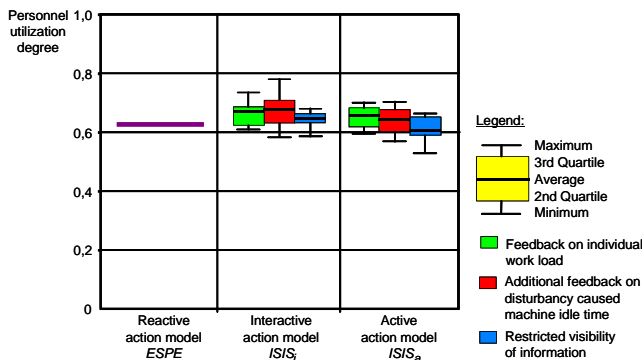 Personnel
utilization
degree
1,0
0,8
0,6
0,4
0,2
0
Reactive
action model
ESPE
Interactive
action model
ISISi
Active
action model
ISISa
Legend:
Maximum
3rd Quartile
Average
2nd Quartile
Minimum
Feedback on individual
work load
Additional feedback on
disturbancy caused
machine idle time
Restricted visibility
of information